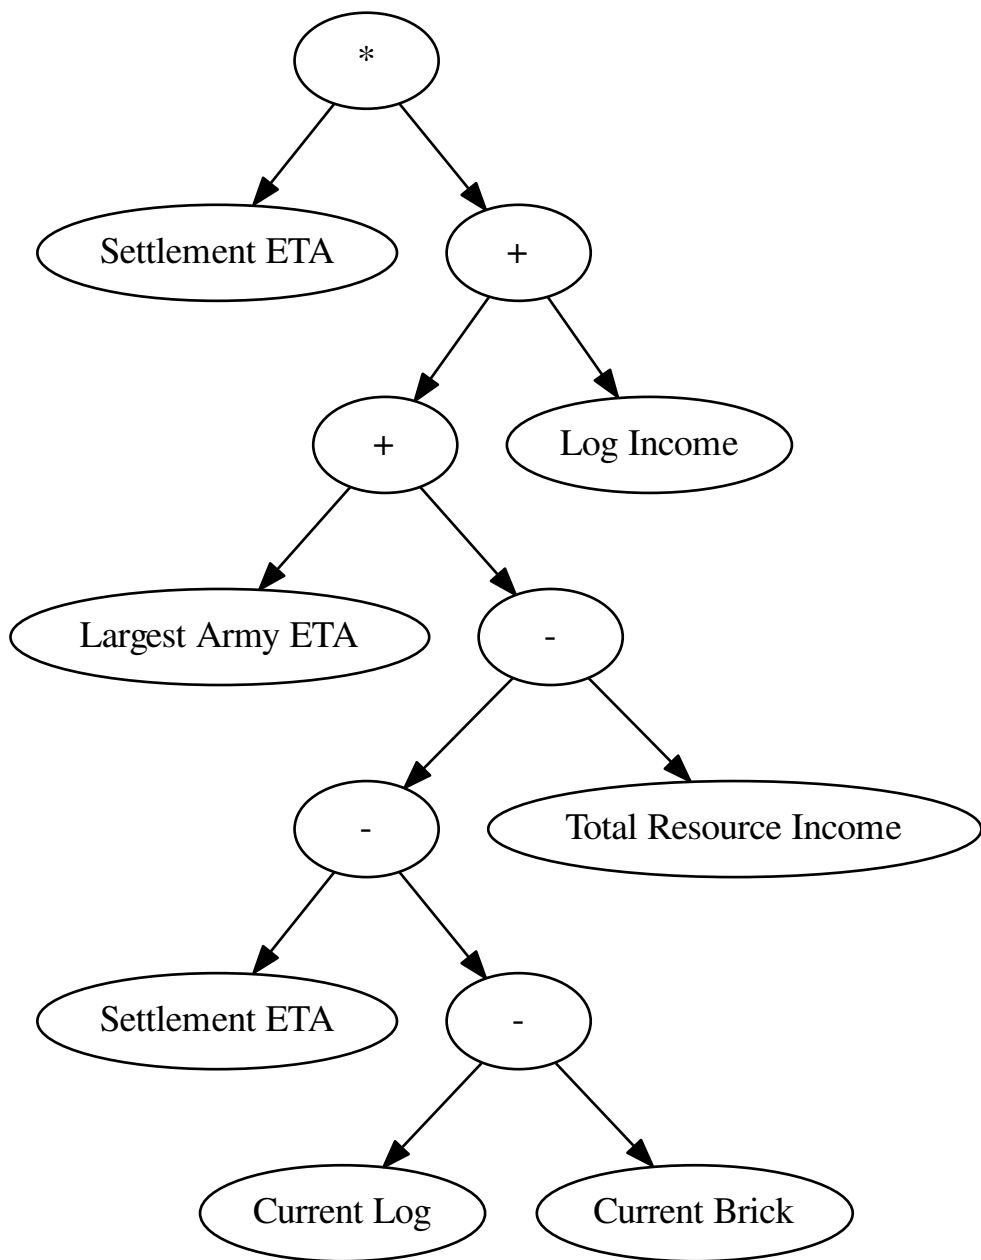 *
Settlement ETA
+
+
Log Income
Largest Army ETA
-
-
Total Resource Income
Settlement ETA
-
Current Log
Current Brick